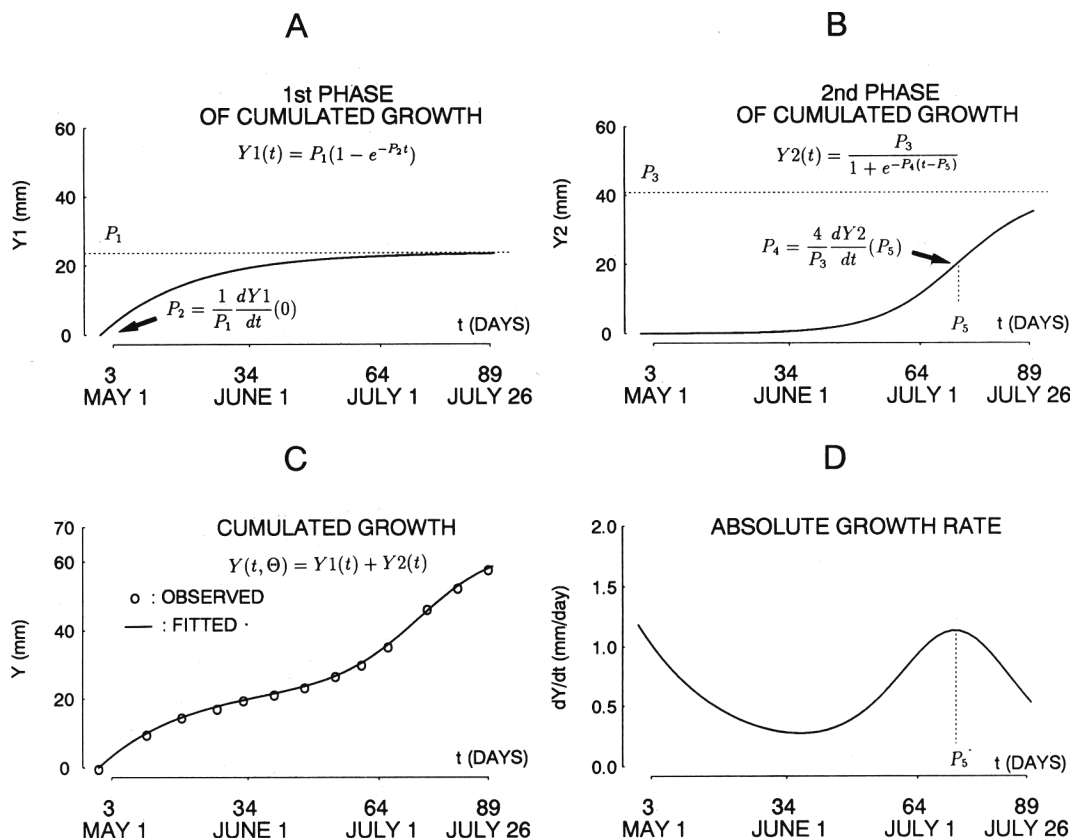 A
1st PHASE
OF CUMULATED GROWTH
Y1(t) = P₁(1 − e^{−P₂t})
60
40
20
0
Y1 (mm)
P₁
P₂ = 1/P₁ dY1/dt (0)
t (DAYS)
3 34 64 89
MAY 1 JUNE 1 JULY 1 JULY 26
B
2nd PHASE
OF CUMULATED GROWTH
Y2(t) = P₃ / (1 + e^{−P₄(t−P₅)})
60
40
20
0
Y2 (mm)
P₃
P₄ = 4/P₃ dY2/dt (P₅)
P₅
t (DAYS)
3 34 64 89
MAY 1 JUNE 1 JULY 1 JULY 26
C
CUMULATED GROWTH
Y(t, Θ) = Y1(t) + Y2(t)
o : OBSERVED
— : FITTED
70
60
40
20
0
Y (mm)
t (DAYS)
3 34 64 89
MAY 1 JUNE 1 JULY 1 JULY 26
D
ABSOLUTE GROWTH RATE
2.0
1.5
1.0
0.5
0.0
dY/dt (mm/day)
P₅
t (DAYS)
3 34 64 89
MAY 1 JUNE 1 JULY 1 JULY 26